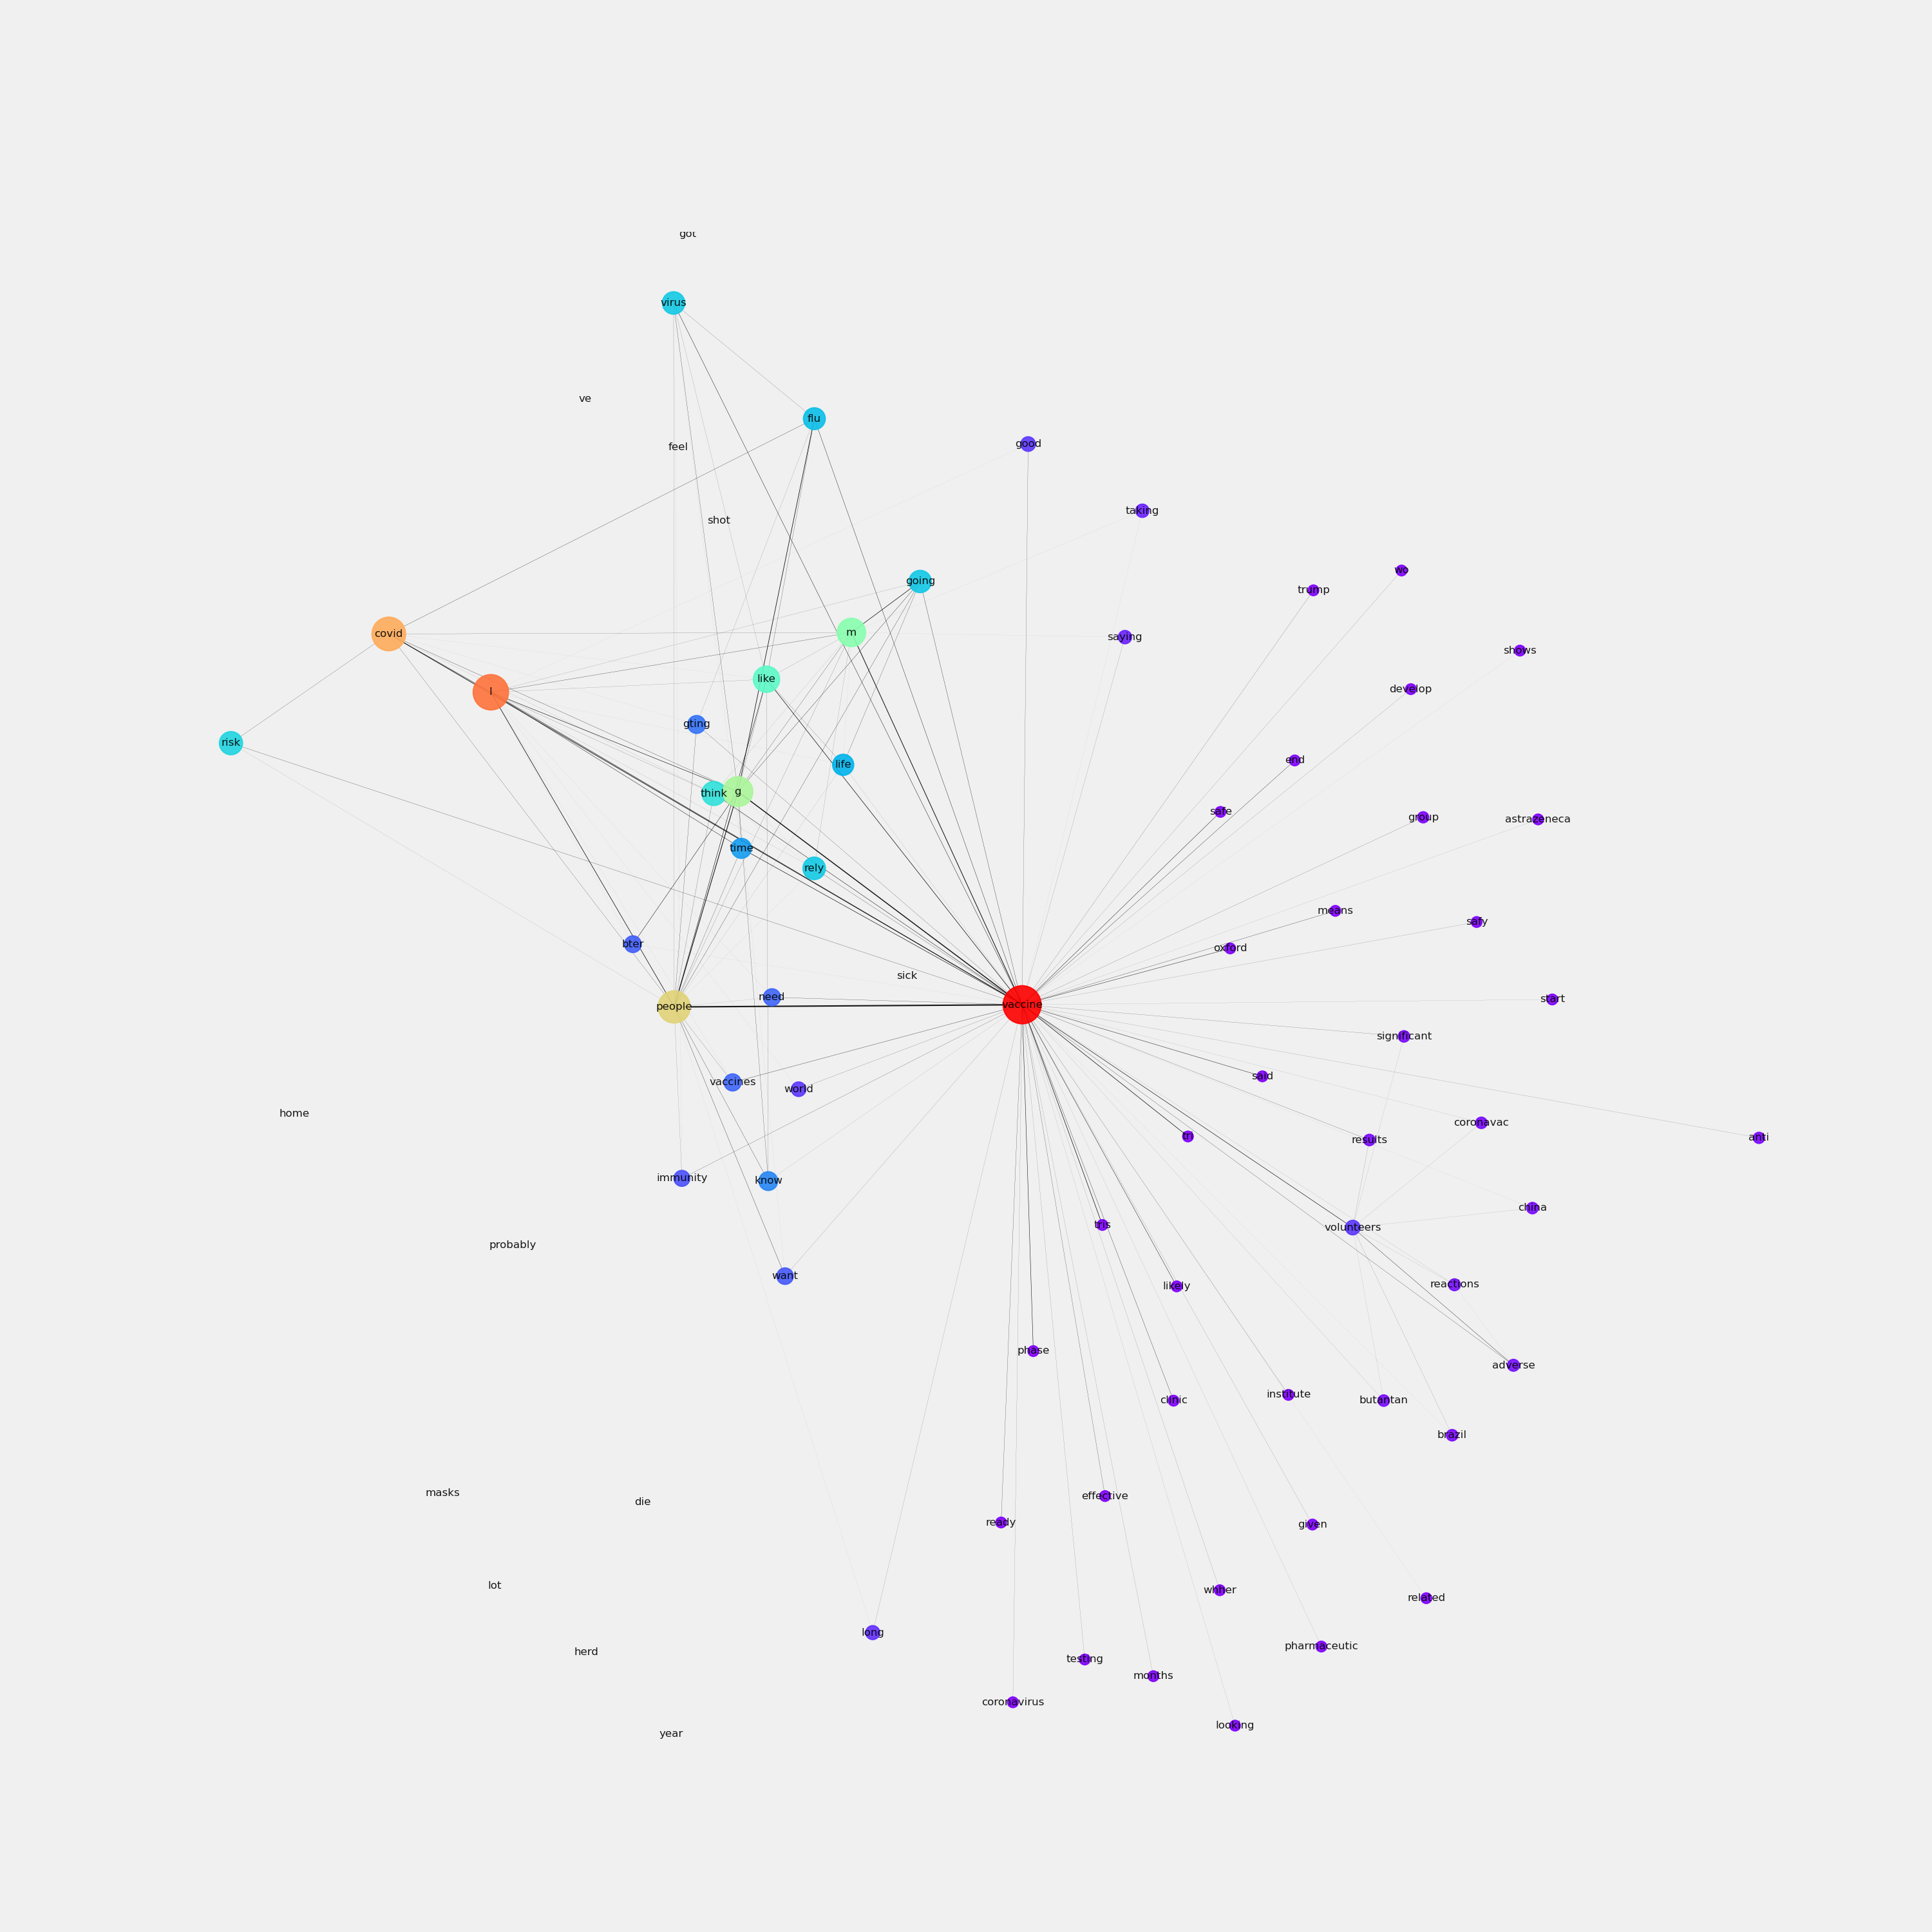 got
virus
ve
flu
good
feel
taking
shot
wo
going
trump
m
covid
saying
shows
like
develop
I
gting
risk
end
life
think
g
safe
group
astrazeneca
time
rely
means
safy
bter
oxford
sick
need
start
people
vaccine
significant
said
vaccines
world
home
coronavac
tri
anti
results
immunity
know
china
tris
volunteers
probably
want
reactions
likely
phase
adverse
institute
clinic
butantan
brazil
masks
effective
die
ready
given
lot
whher
related
long
pharmaceutic
herd
testing
months
coronavirus
looking
year